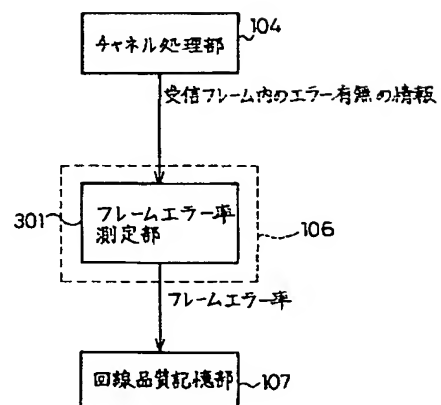 チャネル処理部
104
受信フレーム内のエラー有無の情報
301
フレームエラー率
測定部
106
フレームエラー率
回線品質記憶部
107